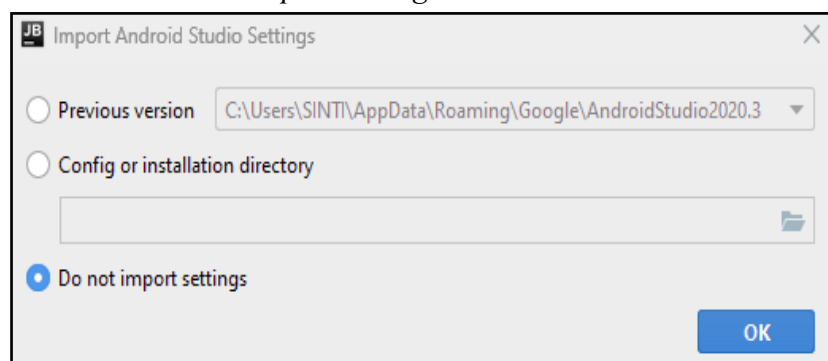 JB Import Android Studio Settings
Previous version C:\Users\SINTI\AppData\Roaming\Google\AndroidStudio2020.3
Config or installation directory
Do not import settings
OK